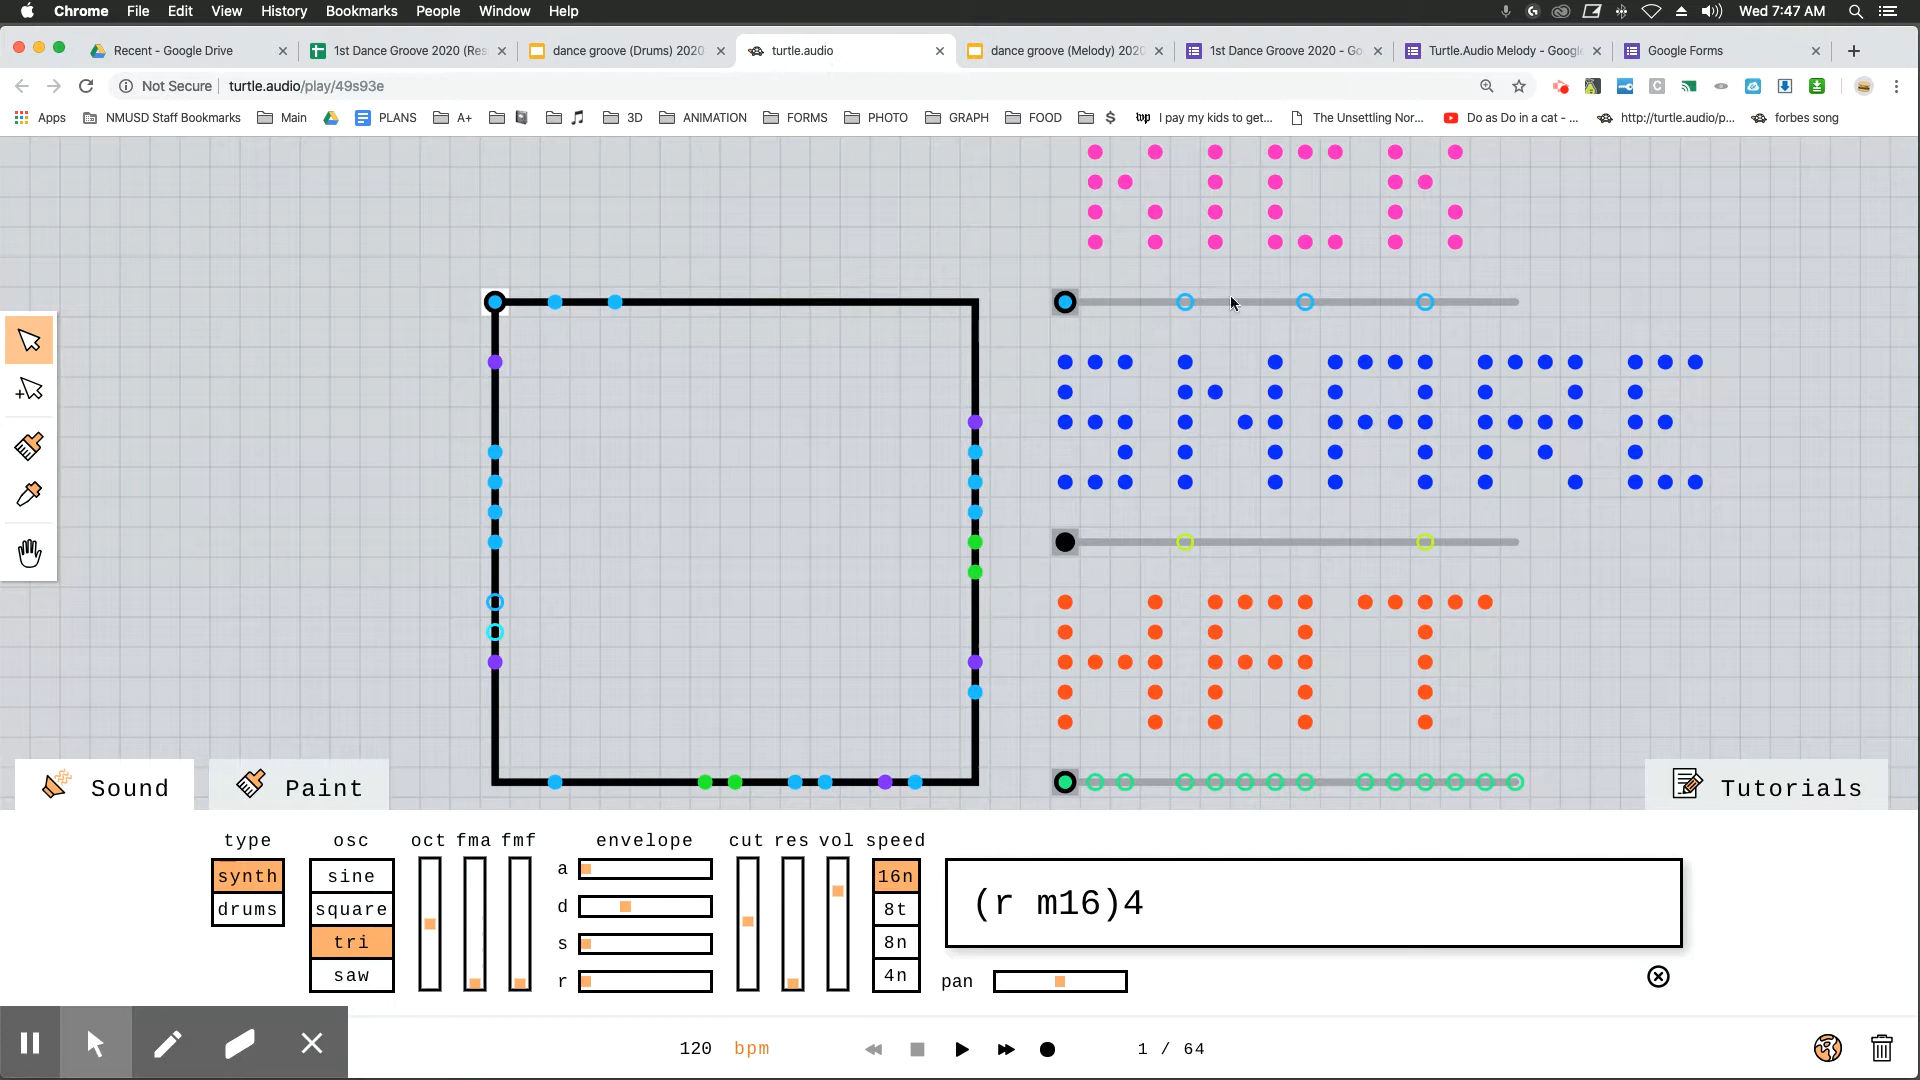 Chrome File Edit View History Bookmarks People Window Help Wed 7:47 AM
Recent - Google Drive 1st Dance Groove 2020 (Res dance groove (Drums) 2020 turtle.audio dance groove (Melody) 202 1st Dance Groove 2020 - Go Turtle.Audio Melody - Google Google Forms
Not Secure turtle.audio/play/49s93e
Apps NMUSD Staff Bookmarks Main PLANS A+ 3D ANIMATION FORMS PHOTO GRAPH FOOD $ wp I pay my kids to get... The Unsettling Nor... Do as Do in a cat - ... http://turtle.audio/p... forbes song
SNARE
HAT
Sound Paint Tutorials
type osc oct fma fmf envelope cut res vol speed
synth sine a 16n
drums square d 8t
(r m16)4
tri s 8n
saw r 4n pan
120 bpm 1 / 64